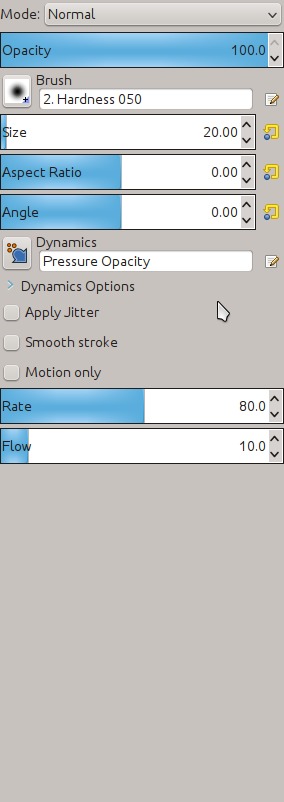 Mode: Normal
Opacity 100.0
Brush
2. Hardness 050
Size 20.00
Aspect Ratio 0.00
Angle 0.00
Dynamics
Pressure Opacity
Dynamics Options
Apply Jitter
Smooth stroke
Motion only
Rate 80.0
Flow 10.0